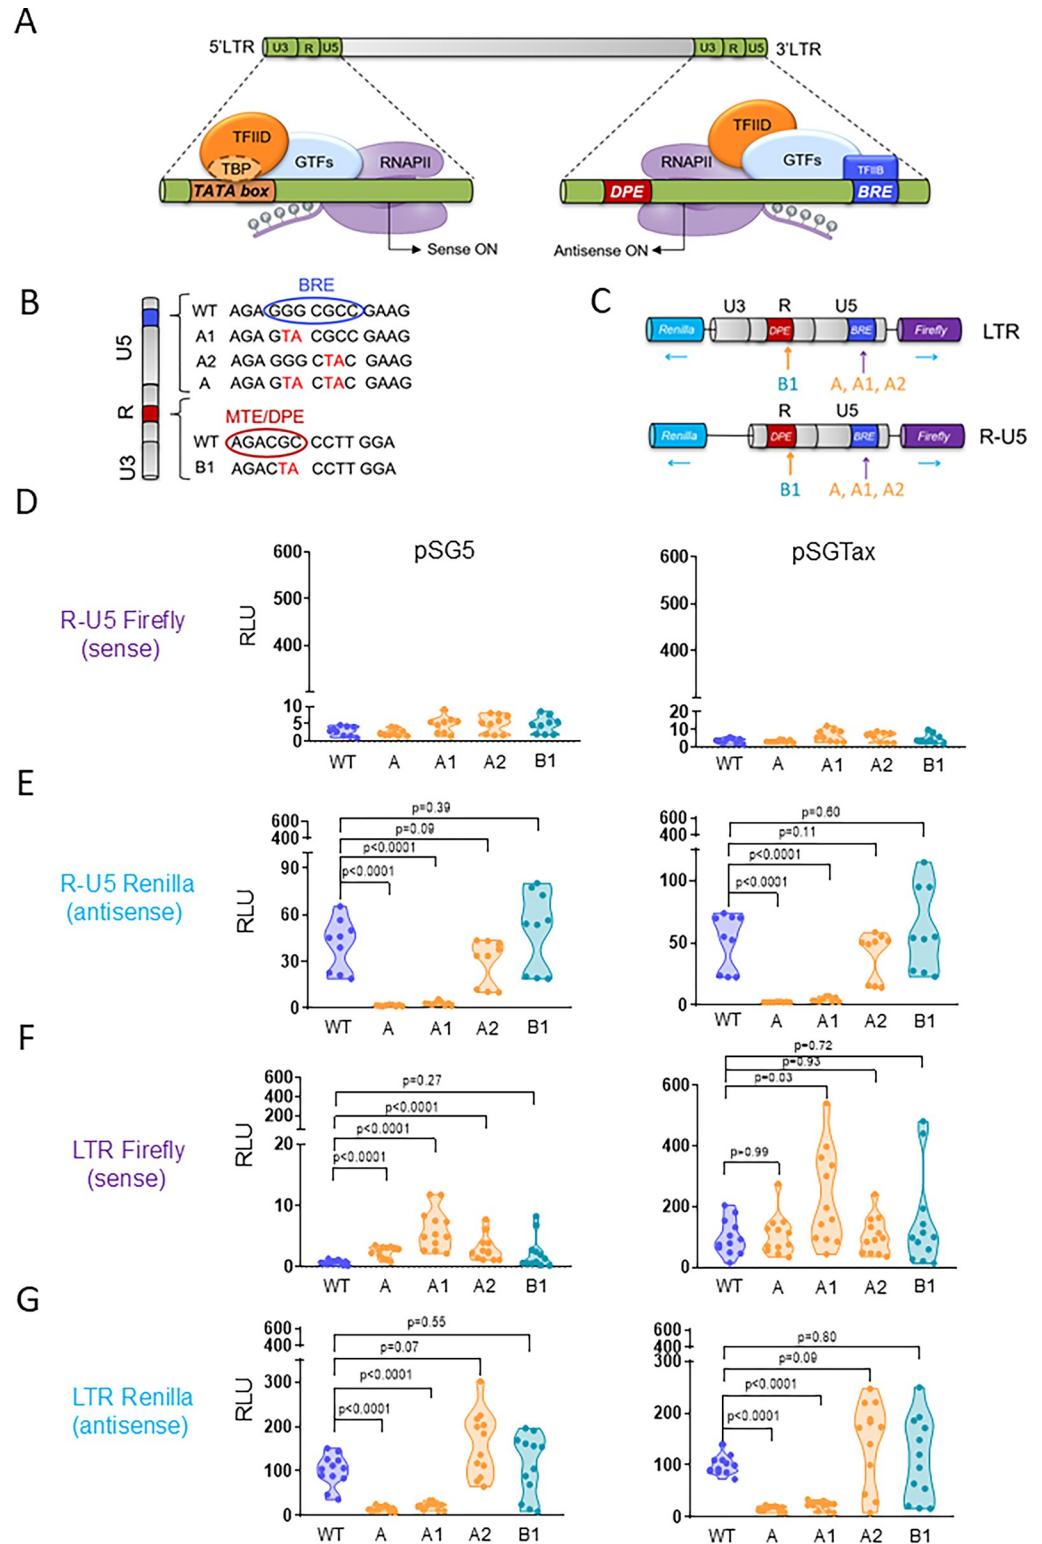 A
5'LTR U3 R U5 U3 R U5 3'LTR
TFIID
TBP
GTFs
RNAPII
TATA box
Sense ON
TFIID
RNAPII
GTFs
TFIIB
DPE
BRE
Antisense ON
P P P P P
P P P P P
B
U5
R
U3
BRE
WT AGA GGG CGCC GAAG
A1 AGA GTA CGCC GAAG
A2 AGA GGG CTAC GAAG
A AGA GTA CTAC GAAG
MTE/DPE
WT AGACGC CCTT GGA
B1 AGACTA CCTT GGA
C
U3 R U5
Renilla DPE BRE Firefly LTR
B1 A, A1, A2
R U5
Renilla DPE BRE Firefly R-U5
B1 A, A1, A2
D
R-U5 Firefly
(sense)
pSG5
RLU
600
500
400
10
5
0
WT A A1 A2 B1
pSGTax
600
500
400
20
10
0
WT A A1 A2 B1
E
R-U5 Renilla
(antisense)
RLU
p=0.39
p=0.09
p<0.0001
p<0.0001
600
400
90
60
30
0
WT A A1 A2 B1
p=0.60
p=0.11
p<0.0001
p<0.0001
600
400
100
50
0
WT A A1 A2 B1
F
LTR Firefly
(sense)
RLU
p=0.27
p<0.0001
p<0.0001
p<0.0001
600
400
200
20
10
0
WT A A1 A2 B1
p=0.72
p=0.93
p=0.03
p=0.99
600
400
200
0
WT A A1 A2 B1
G
LTR Renilla
(antisense)
RLU
p=0.55
p=0.07
p<0.0001
p<0.0001
600
400
300
200
100
0
WT A A1 A2 B1
p=0.80
p=0.09
p<0.0001
p<0.0001
600
400
300
200
100
0
WT A A1 A2 B1